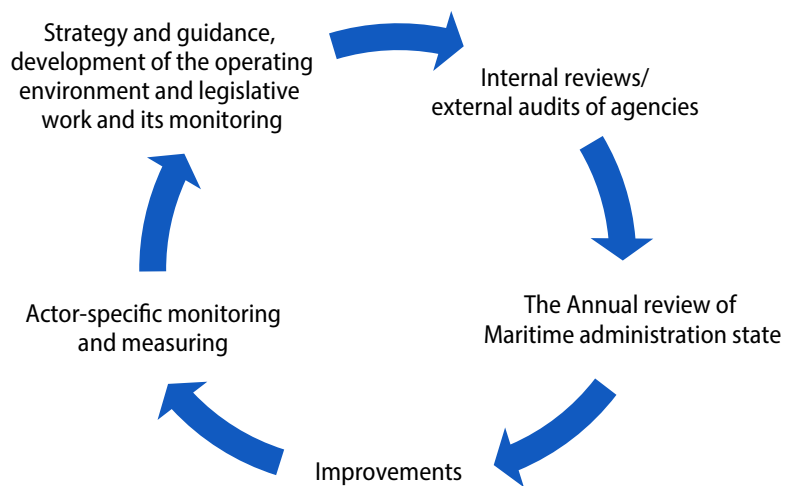 Strategy and guidance,
development of the operating
environment and legislative
work and its monitoring
Internal reviews/
external audits of agencies
The Annual review of
Maritime administration state
Improvements
Actor-specific monitoring
and measuring